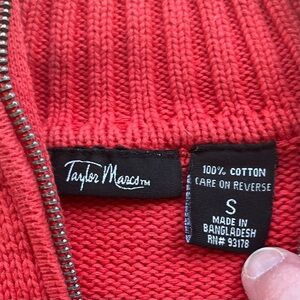 Taylor Marcs™
100% COTTON
CARE ON REVERSE
S
MADE IN
BANGLADESH
RN# 93178